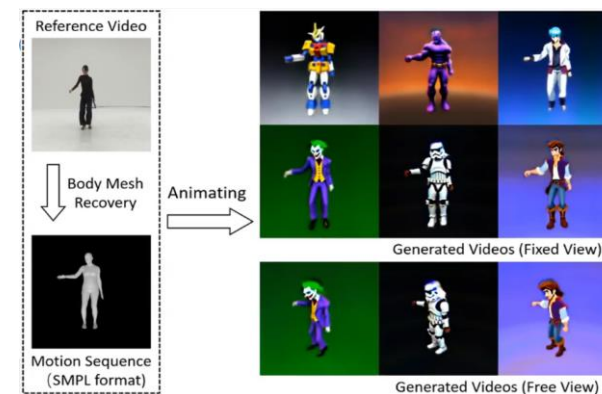 Reference Video
Body Mesh
Recovery
Animating
Motion Sequence
(SMPL format)
Generated Videos (Fixed View)
Generated Videos (Free View)